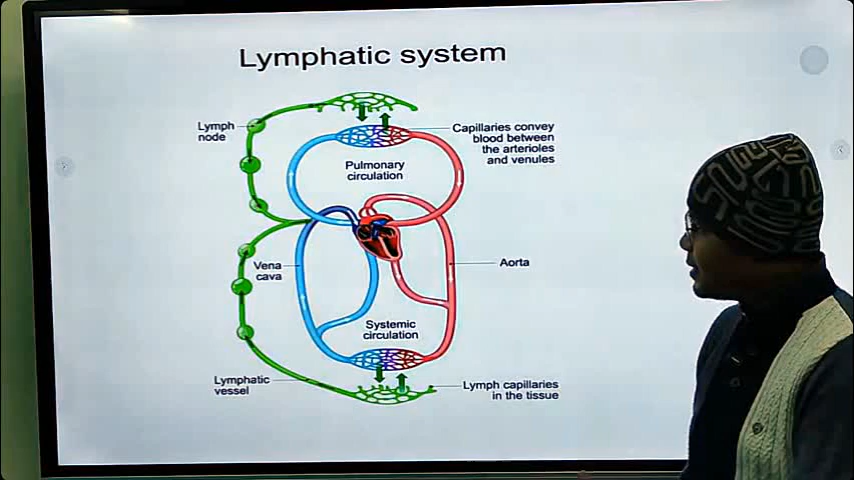 Lymphatic system
Lymph
node
Capillaries convey
blood between
the arterioles
and venules
Pulmonary
circulation
Vena
cava
Aorta
Systemic
circulation
Lymphatic
vessel
Lymph capillaries
in the tissue